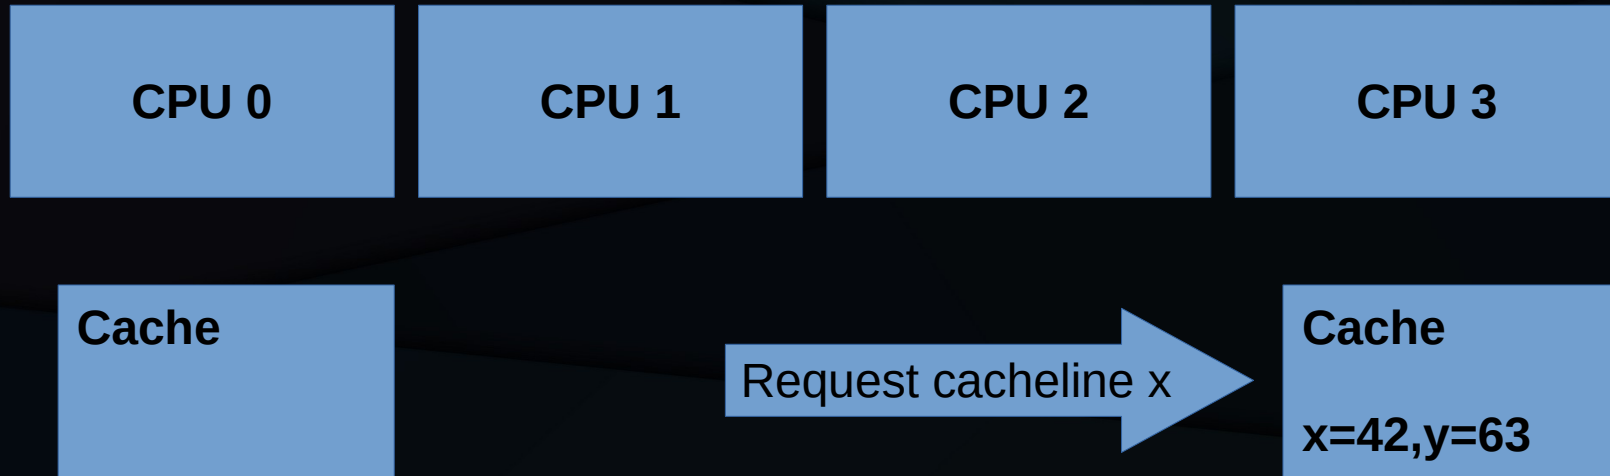 CPU 0
CPU 1
CPU 2
CPU 3
Cache
Request cacheline x
Cache
x=42,y=63